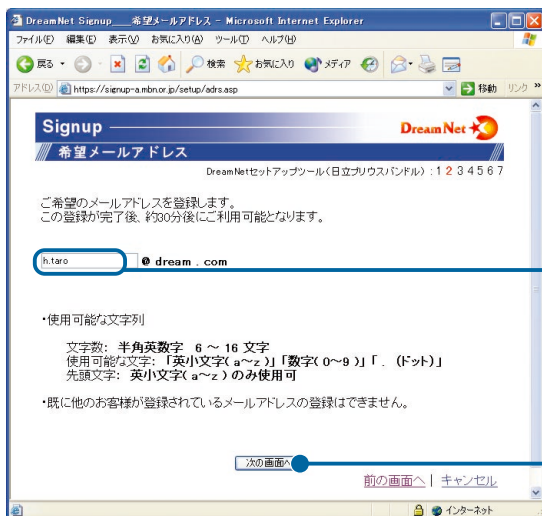 DreamNet Signup___希望メールアドレス - Microsoft Internet Explorer
ファイル(F) 編集(E) 表示(V) お気に入り(A) ツール(T) ヘルプ(H)
戻る 検索 お気に入り メディア
アドレス(D) https://signup-a.mbn.or.jp/setup/adrs.asp 移動 リンク »
Signup
DreamNet
希望メールアドレス
DreamNetセットアップツール(日立プリウスバンドル) : 1 2 3 4 5 6 7
ご希望のメールアドレスを登録します。
この登録が完了後、約30分後にご利用可能となります。
h.taro @ dream . com
・使用可能な文字列
文字数: 半角英数字 6 ～ 16 文字
使用可能な文字: 「英小文字( a～z )」「数字( 0～9 )」「 . (ドット)」
先頭文字: 英小文字( a～z ) のみ使用可
・既に他のお客様が登録されているメールアドレスの登録はできません。
次の画面へ
前の画面へ | キャンセル
インターネット